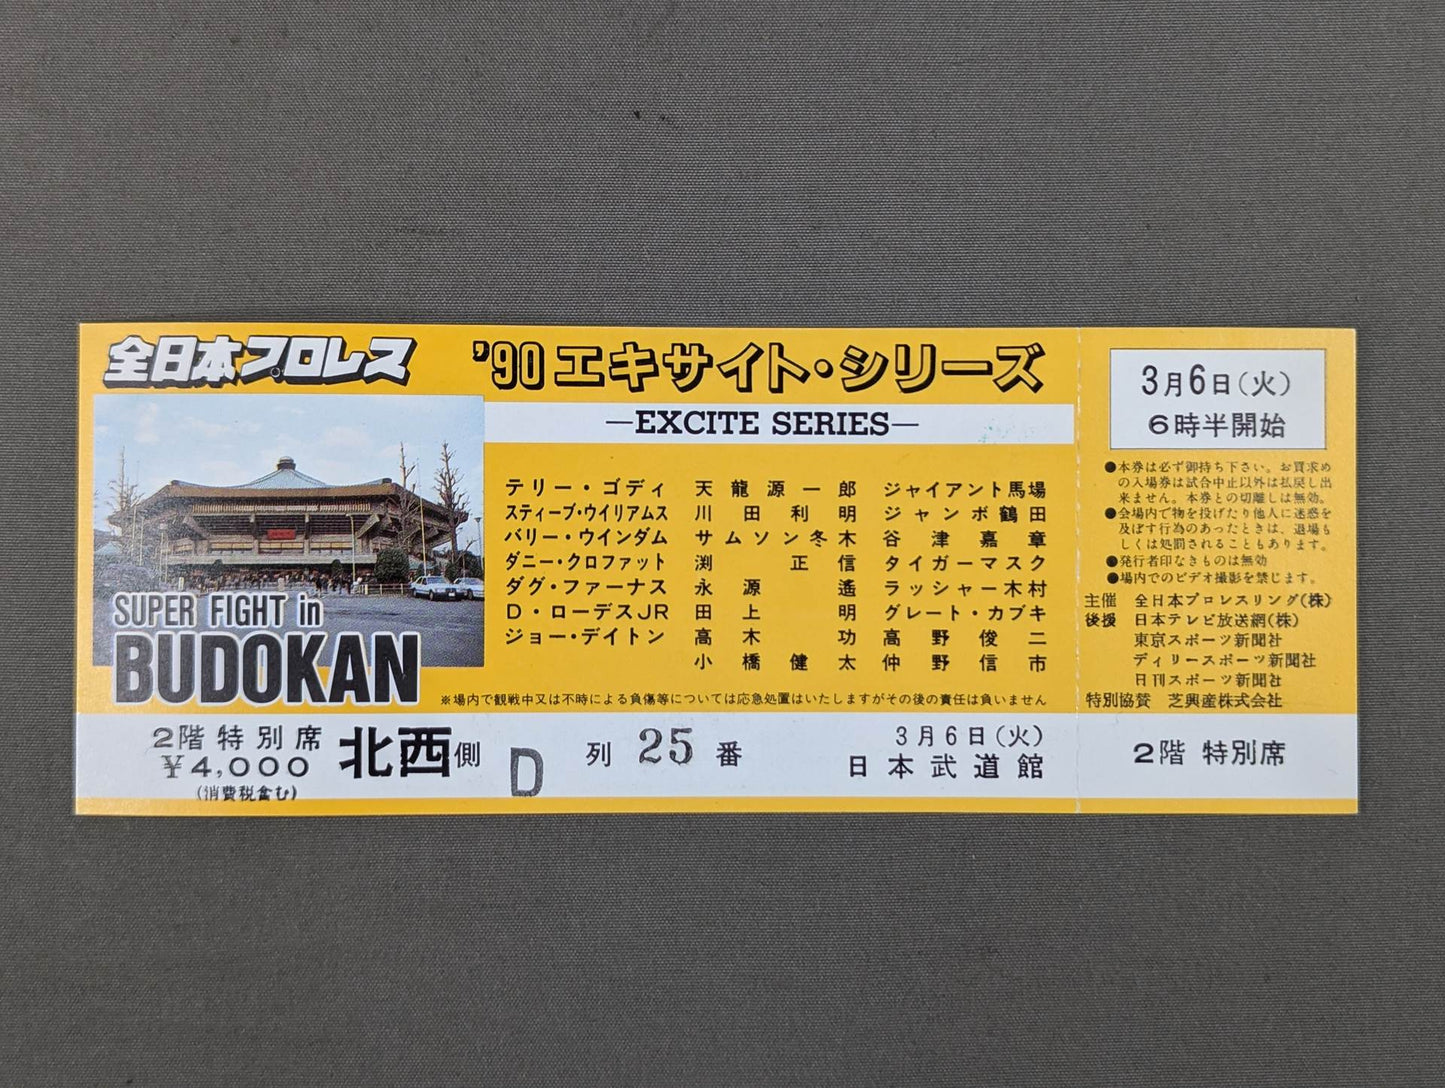 全日本プロレス
'90 エキサイト・シリーズ
—EXCITE SERIES—
SUPER FIGHT in
BUDOKAN
テリー・ゴディ 天龍源一郎 ジャイアント馬場
スティーブ・ウイリアムス 川田利明 ジャンボ鶴田
バリー・ウインダム サムソン冬木 谷津嘉章
ダニー・クロファット 渕正信 タイガーマスク
ダグ・ファーナス 永源遙 ラッシャー木村
D・ローデスJR 田上明 グレート・カブキ
ジョー・デイトン 高木功 高野俊二
小橋健太 仲野信市
※場内で観戦中又は不時による負傷等については応急処置はいたしますがその後の責任は負いません
2階特別席
¥4,000
(消費税含む)
北西側 D 列 25 番
3月6日(火)
日本武道館
3月6日(火)
6時半開始
●本券は必ず御持ち下さい。お買求め
の入場券は試合中止以外は払戻し出
来ません。本券との切離しは無効。
●会場内で物を投げたり他人に迷惑を
及ぼす行為のあったときは、退場も
しくは処罰されることもあります。
●発行者印なきものは無効
●場内でのビデオ撮影を禁じます。
主催 全日本プロレスリング(株)
後援 日本テレビ放送網(株)
東京スポーツ新聞社
デイリースポーツ新聞社
日刊スポーツ新聞社
特別協賛 芝興産株式会社
2階 特別席